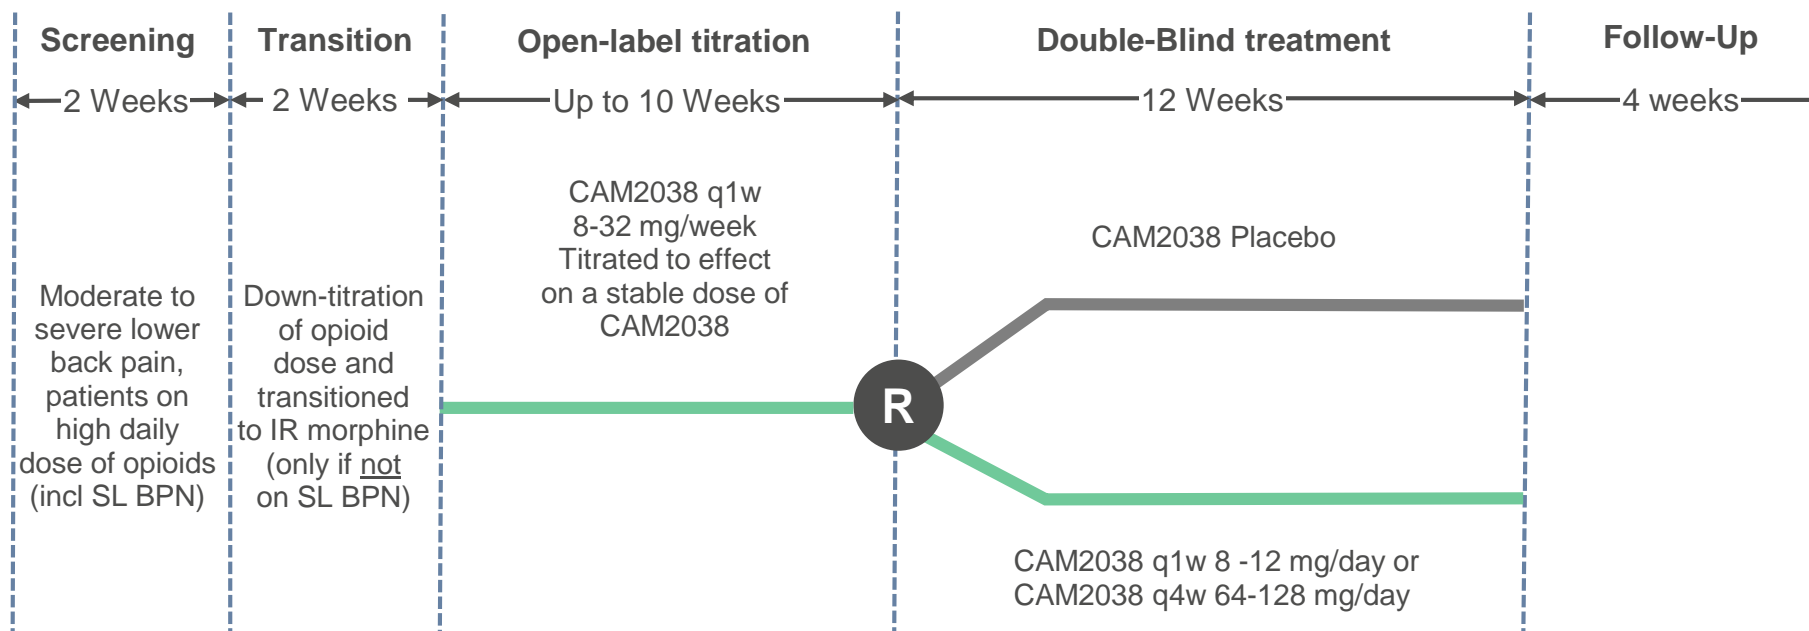 Screening
Transition
Open-label titration
Double-Blind treatment
Follow-Up
2 Weeks
2 Weeks
Up to 10 Weeks
12 Weeks
4 weeks
Moderate to
severe lower
back pain,
patients on
high daily
dose of opioids
(incl SL BPN)
Down-titration
of opioid
dose and
transitioned
to IR morphine
(only if not
on SL BPN)
CAM2038 q1w
8-32 mg/week
Titrated to effect
on a stable dose of
CAM2038
R
CAM2038 Placebo
CAM2038 q1w 8 -12 mg/day or
CAM2038 q4w 64-128 mg/day